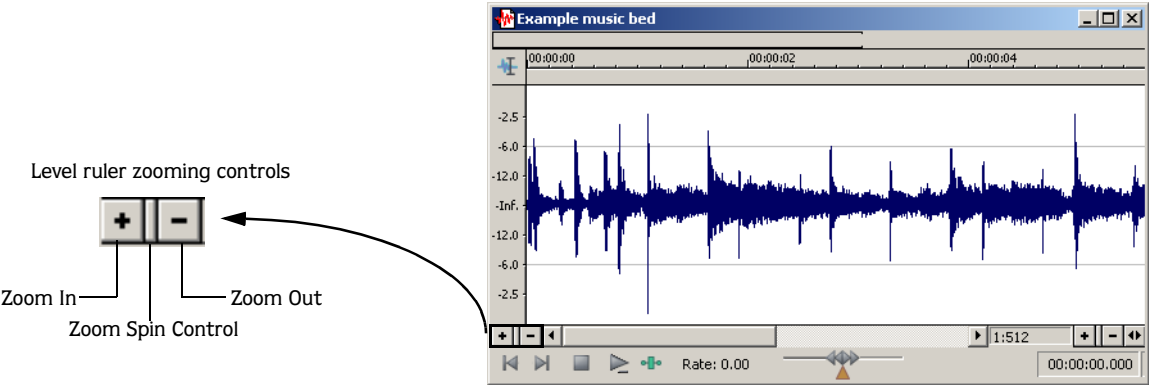 Example music bed
00:00:00 00:00:02 00:00:04
-2.5
-6.0
-12.0
-Inf.
-12.0
-6.0
-2.5
1:512
Rate: 0.00
00:00:00.000
Level ruler zooming controls
Zoom In
Zoom Out
Zoom Spin Control